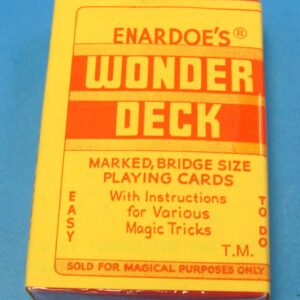 ENARDOE'S®
WONDER
DECK
MARKED, BRIDGE SIZE
PLAYING CARDS
EASY
With Instructions
for Various
Magic Tricks
TO DO
T.M.
SOLD FOR MAGICAL PURPOSES ONLY